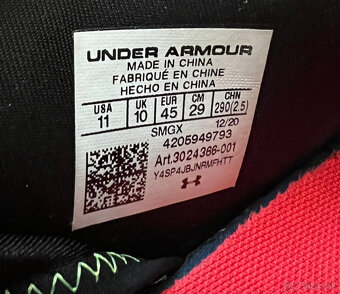 UNDER ARMOUR
MADE IN CHINA
FABRIQUÉ EN CHINE
HECHO EN CHINA
USA UK EUR CM CHN
11 10 45 29 290(2.5)
SMGX 12/20
4205949793
Art.3024366-001
Y4SP4JBJNRMFHTT